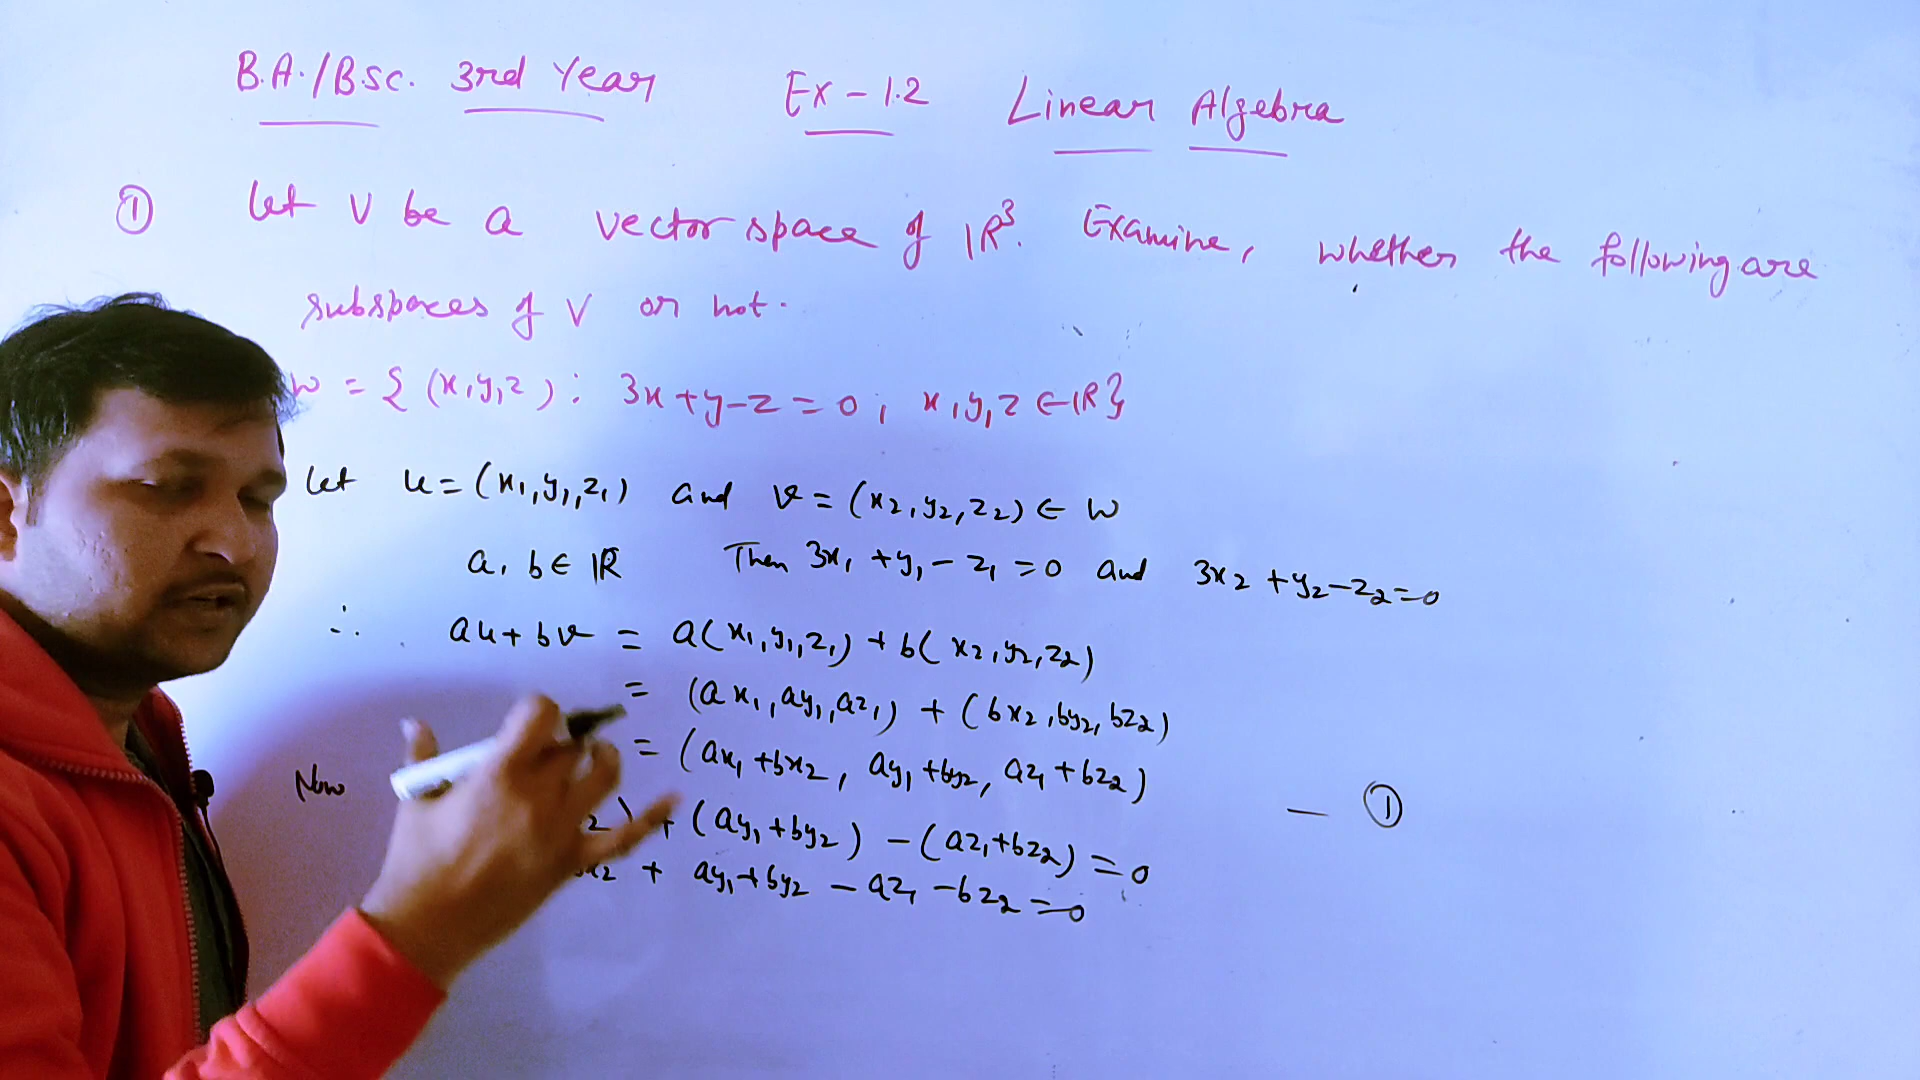 B.A./B.sc. 3rd Year Ex - 1.2 Linear Algebra
① Let V be a vector space of ℝ³. Examine, whether the following are
subspaces of V or not.
W = { (x,y,z) : 3x+y-z=0 ; x,y,z ∈ ℝ}
Let u = (x₁,y₁,z₁) and v = (x₂,y₂,z₂) ∈ W
a, b ∈ ℝ Then 3x₁+y₁-z₁=0 and 3x₂+y₂-z₂=0
∴ au+bv = a(x₁,y₁,z₁) + b(x₂,y₂,z₂)
= (ax₁,ay₁,az₁) + (bx₂,by₂,bz₂)
= (ax₁+bx₂, ay₁+by₂, az₁+bz₂) — ①
Now ₂) + (ay₁+by₂) - (az₁+bz₂) = 0
x₂ + ay₁+by₂ - az₁ - bz₂ = 0